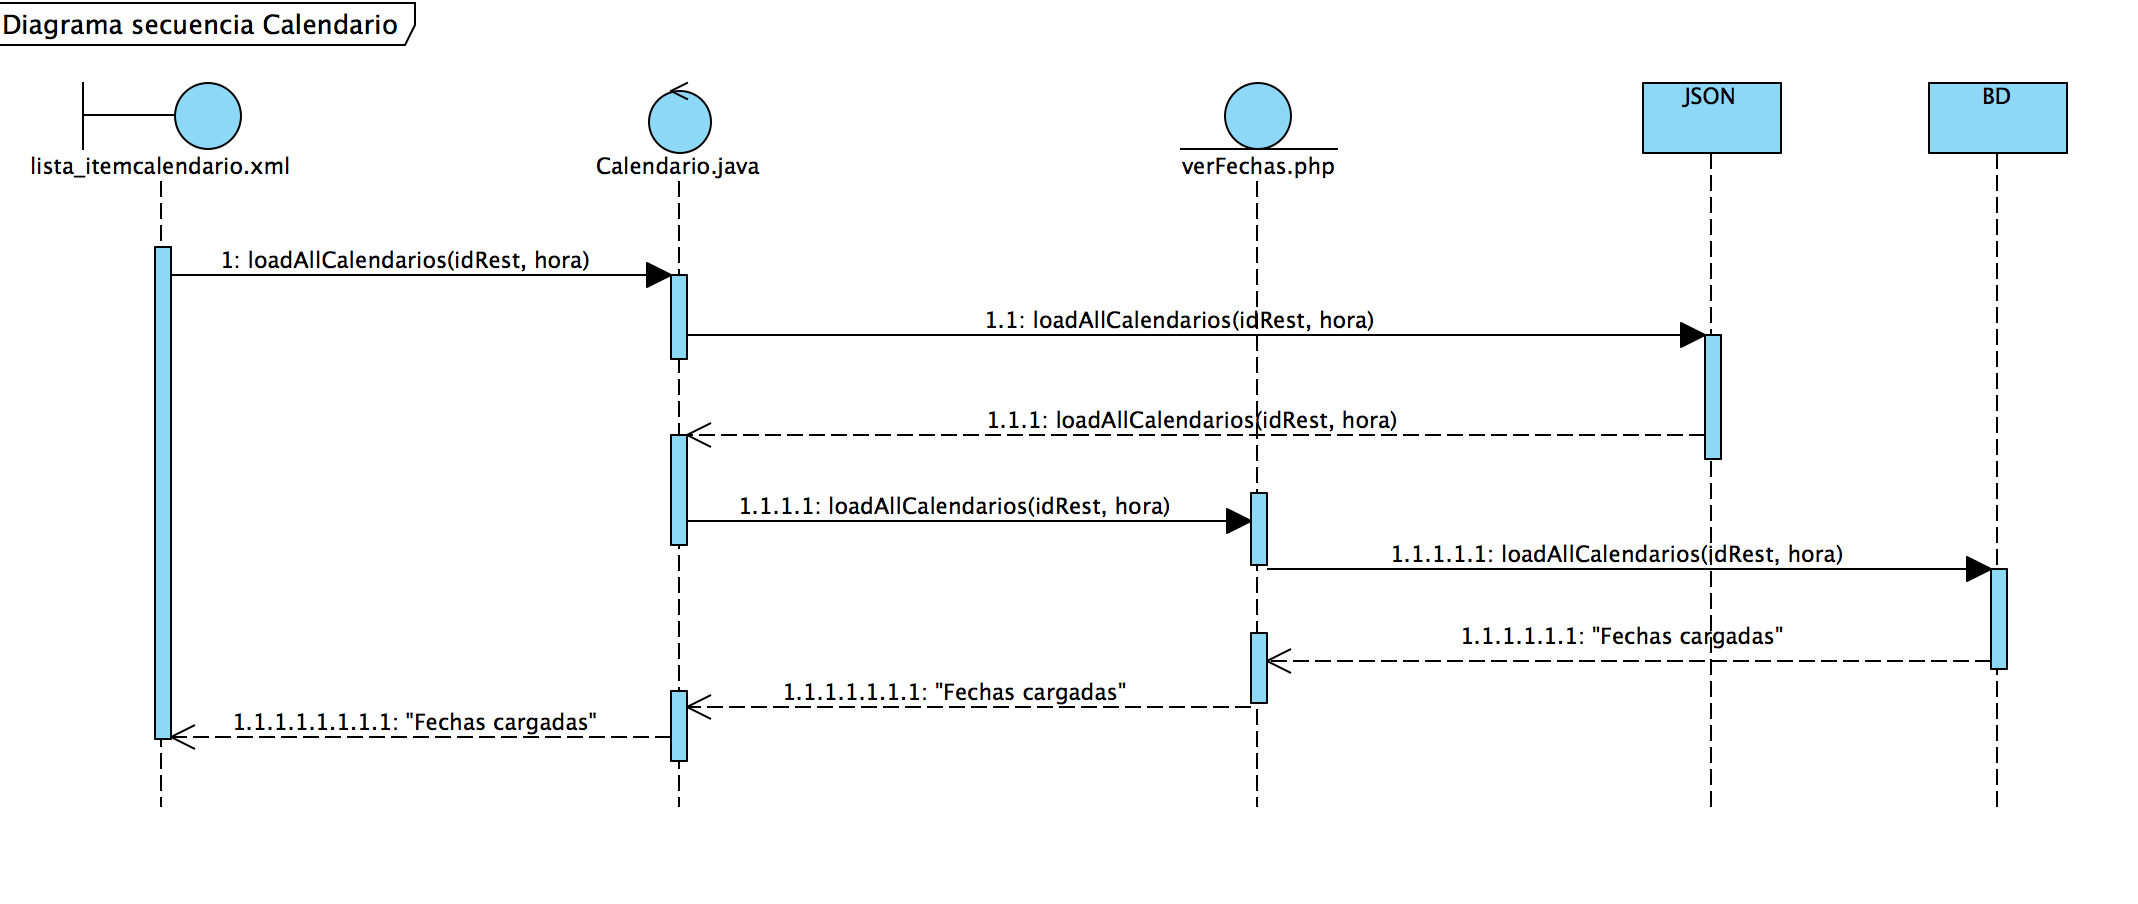 Diagrama secuencia Calendario
JSON
BD
lista_itemcalendario.xml
Calendario.java
verFechas.php
1: loadAllCalendarios(idRest, hora)
1.1: loadAllCalendarios(idRest, hora)
1.1.1: loadAllCalendarios(idRest, hora)
1.1.1.1: loadAllCalendarios(idRest, hora)
1.1.1.1.1: loadAllCalendarios(idRest, hora)
1.1.1.1.1.1: "Fechas cargadas"
1.1.1.1.1.1.1: "Fechas cargadas"
1.1.1.1.1.1.1.1: "Fechas cargadas"